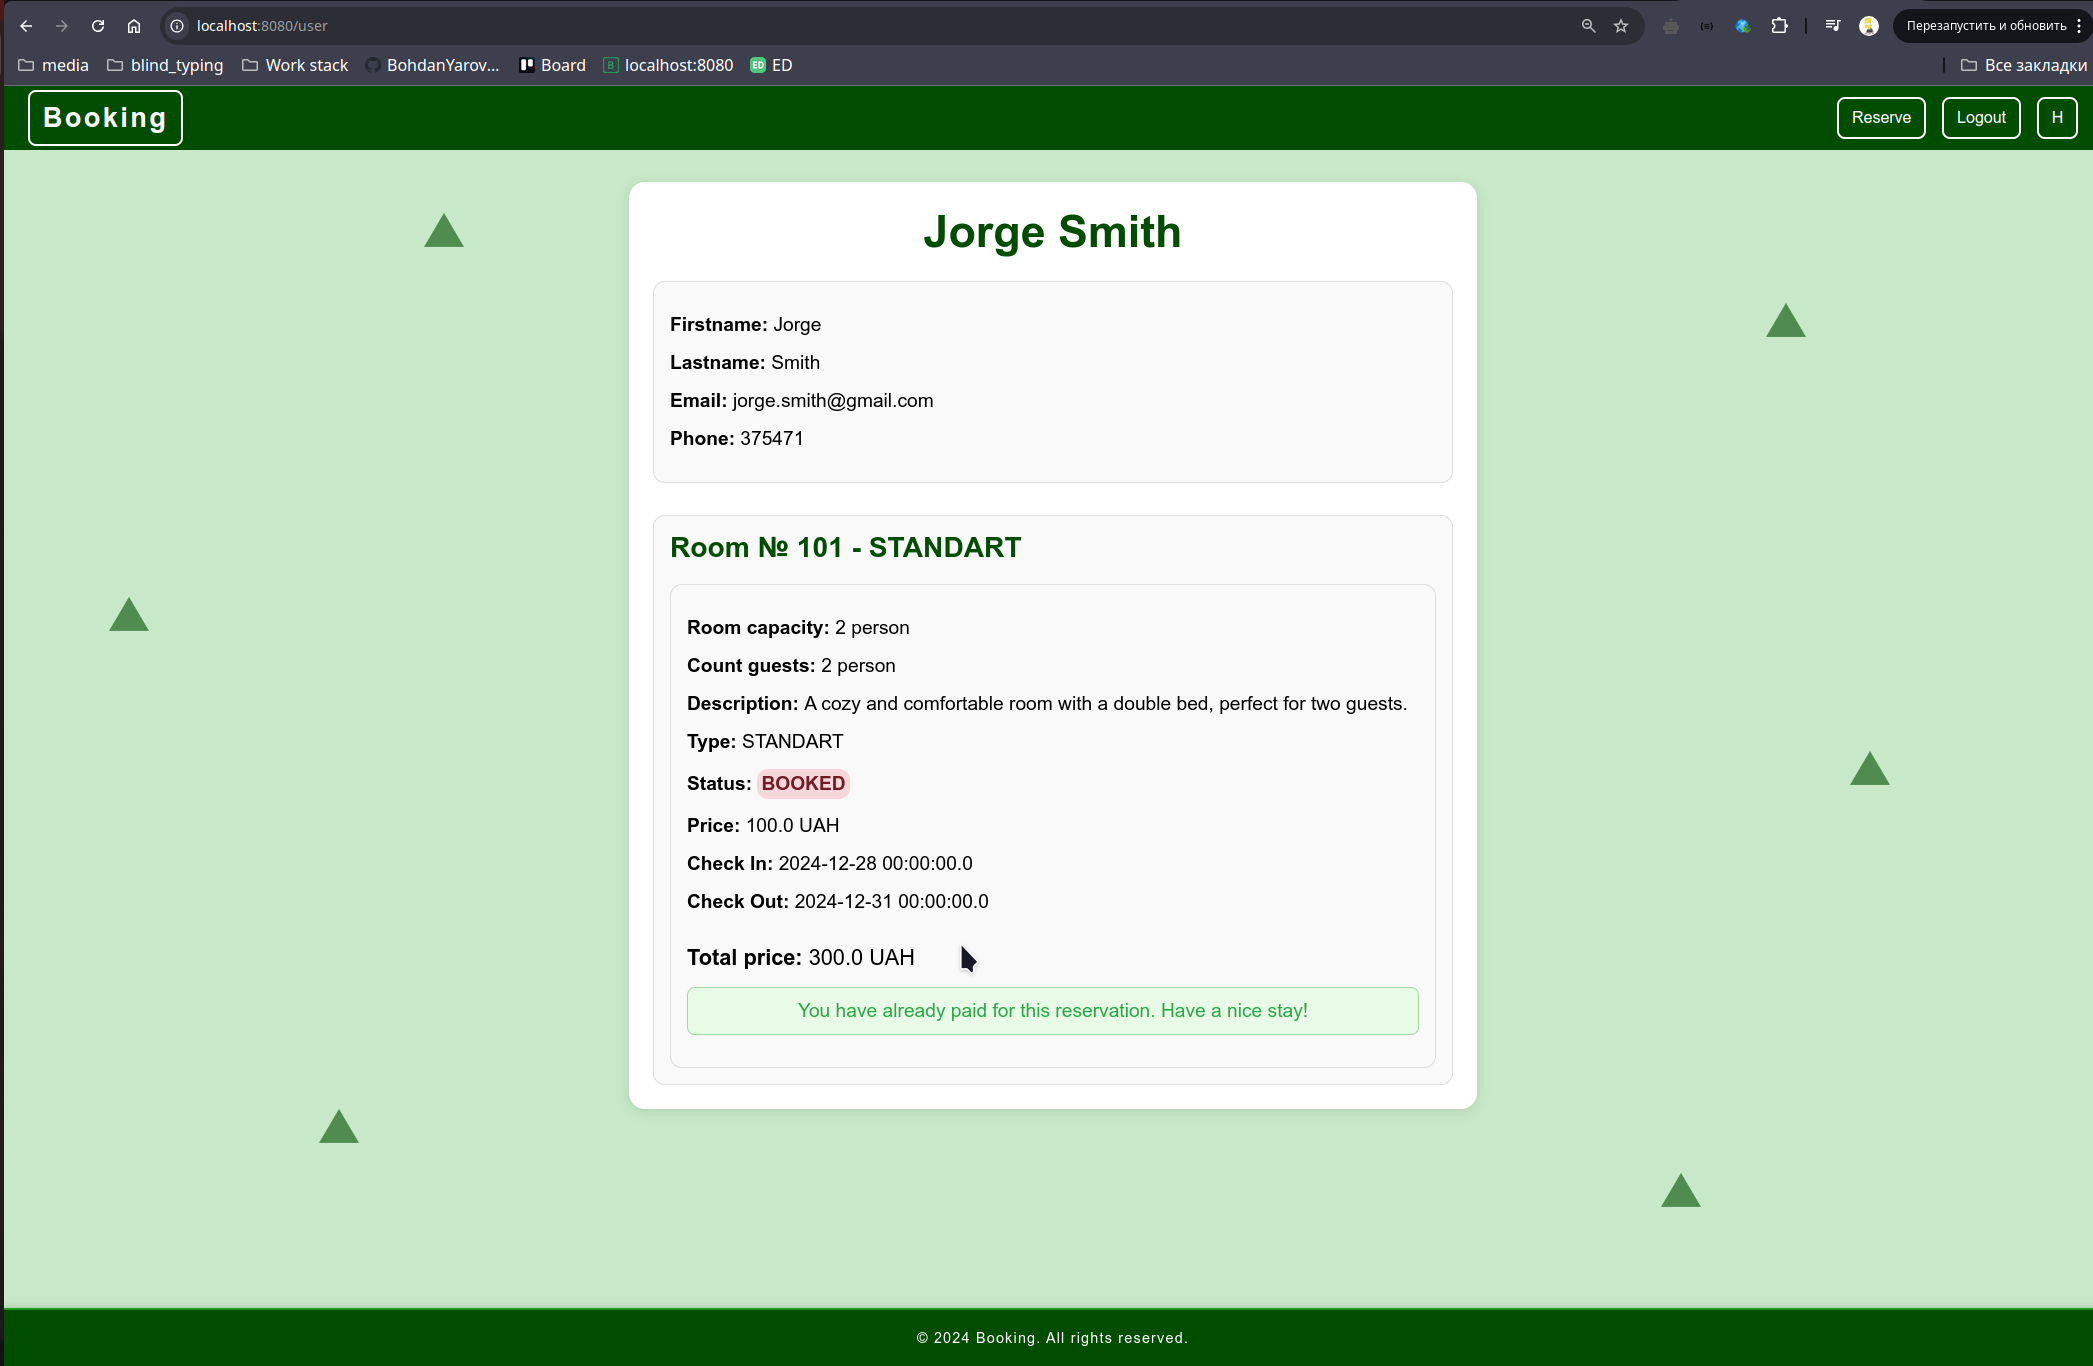 localhost:8080/user
Перезапустить и обновить
media
blind_typing
Work stack
BohdanYarov...
Board
localhost:8080
ED
Все закладки
Booking
Reserve
Logout
H
Jorge Smith
Firstname: Jorge
Lastname: Smith
Email: jorge.smith@gmail.com
Phone: 375471
Room № 101 - STANDART
Room capacity: 2 person
Count guests: 2 person
Description: A cozy and comfortable room with a double bed, perfect for two guests.
Type: STANDART
Status: BOOKED
Price: 100.0 UAH
Check In: 2024-12-28 00:00:00.0
Check Out: 2024-12-31 00:00:00.0
Total price: 300.0 UAH
You have already paid for this reservation. Have a nice stay!
© 2024 Booking. All rights reserved.